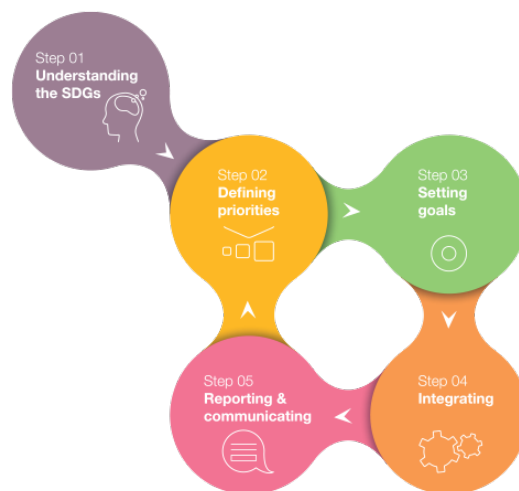 Step 01
Understanding
the SDGs
Step 02
Defining
priorities
Step 03
Setting
goals
Step 04
Integrating
Step 05
Reporting &
communicating